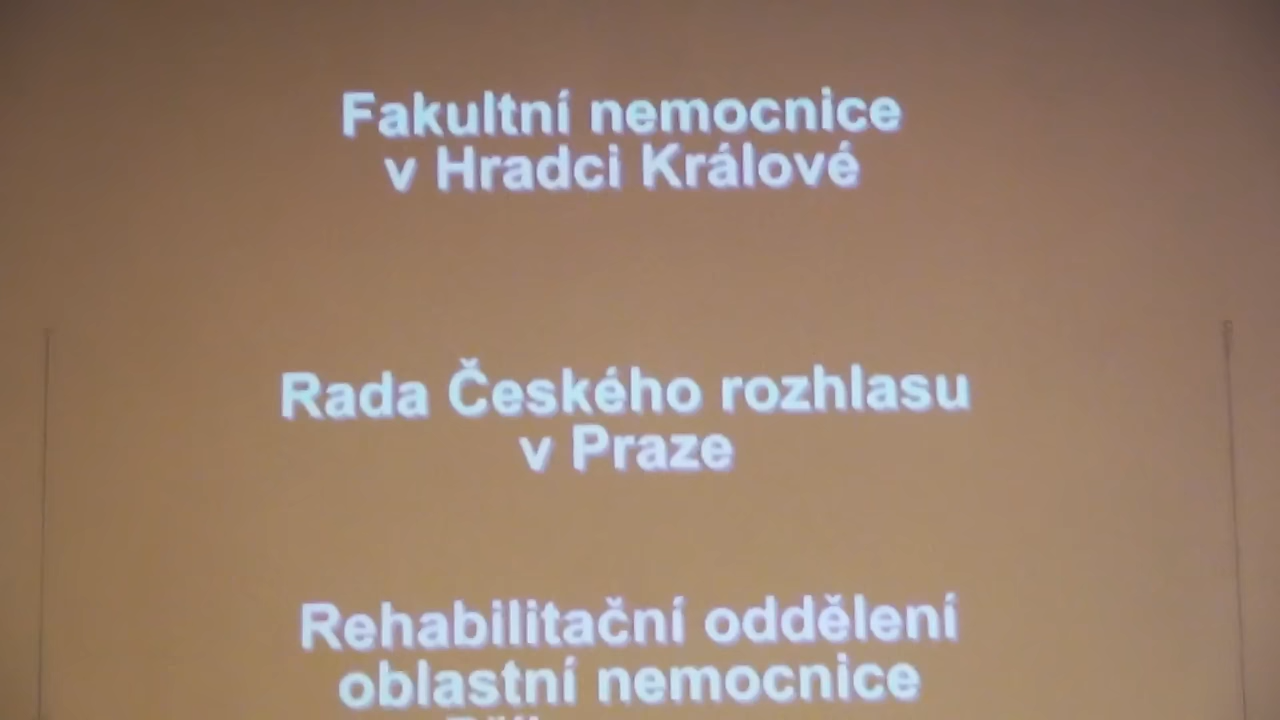 Fakultní nemocnice
v Hradci Králové
Rada Českého rozhlasu
v Praze
Rehabilitační oddělení
oblastní nemocnice